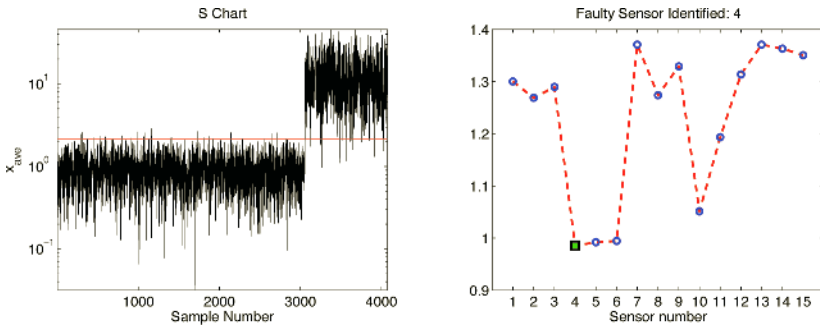 S Chart
10^1
10^0
10^-1
x_ave
1000 2000 3000 4000
Sample Number
Faulty Sensor Identified: 4
1.4
1.3
1.2
1.1
1
0.9
1 2 3 4 5 6 7 8 9 10 11 12 13 14 15
Sensor number